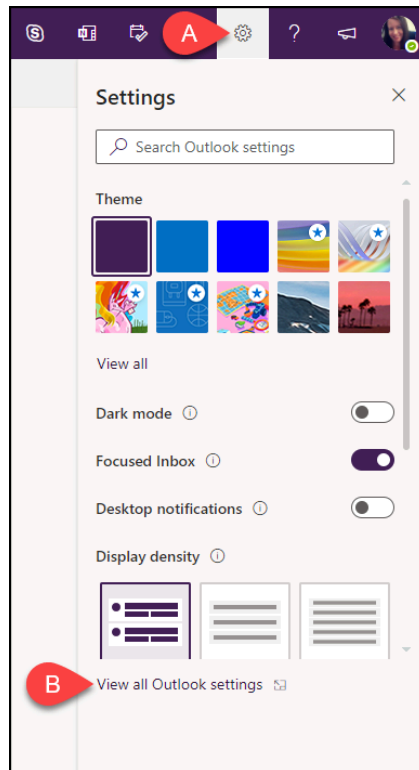 A
?
Settings
Search Outlook settings
Theme
View all
Dark mode
Focused Inbox
Desktop notifications
Display density
B
View all Outlook settings